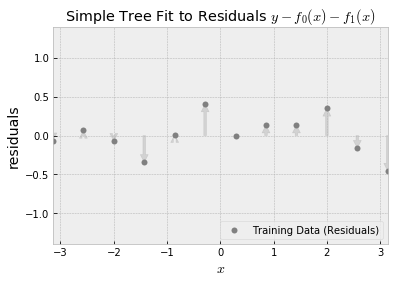 Simple Tree Fit to Residuals y − f₀(x) − f₁(x)
residuals
1.0
0.5
0.0
−0.5
−1.0
Training Data (Residuals)
−3 −2 −1 0 1 2 3
x